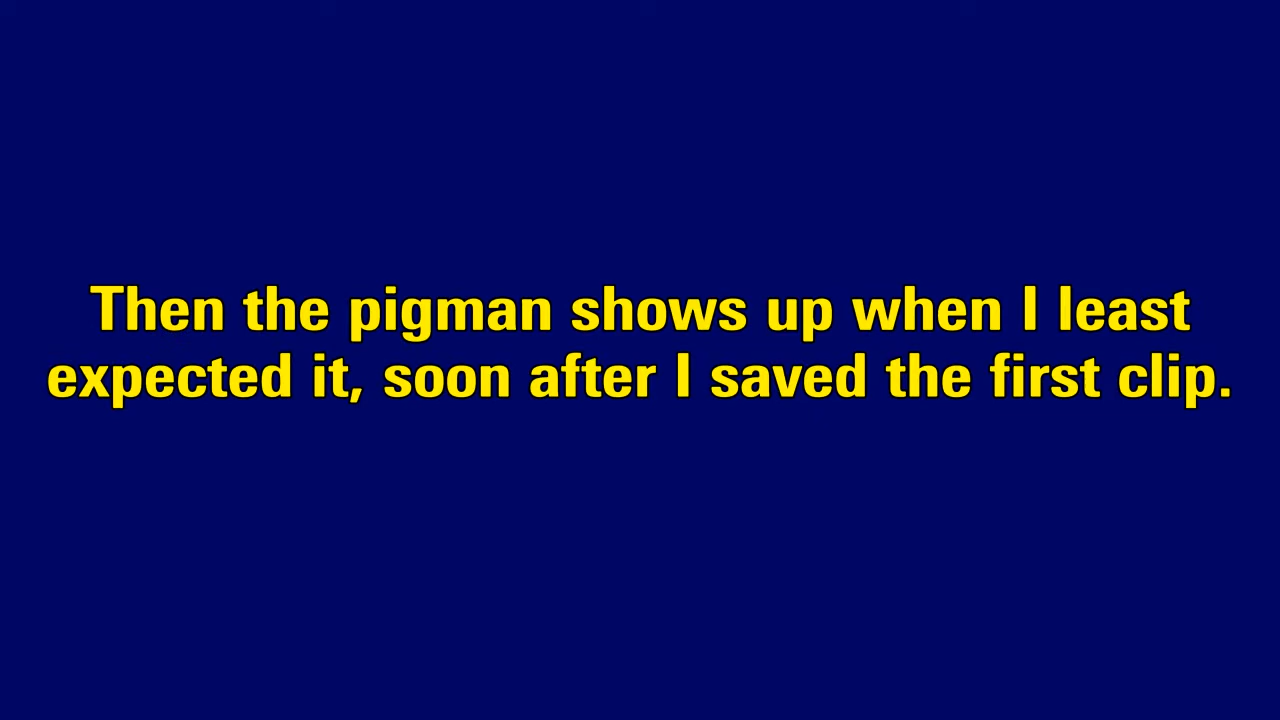 Then the pigman shows up when I least
expected it, soon after I saved the first clip.